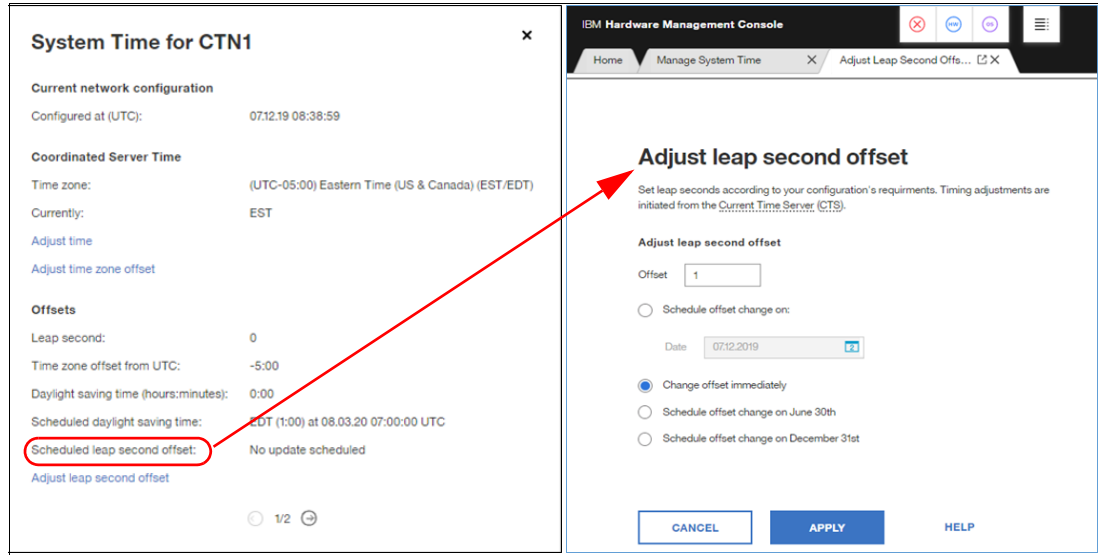 System Time for CTN1
Current network configuration
Configured at (UTC): 07.12.19 08:38:59
Coordinated Server Time
Time zone: (UTC-05:00) Eastern Time (US & Canada) (EST/EDT)
Currently: EST
Adjust time
Adjust time zone offset
Offsets
Leap second: 0
Time zone offset from UTC: -5:00
Daylight saving time (hours:minutes): 0:00
Scheduled daylight saving time: EDT (1:00) at 08.03.20 07:00:00 UTC
Scheduled leap second offset: No update scheduled
Adjust leap second offset
1/2
IBM Hardware Management Console
HW
OS
Home
Manage System Time
Adjust Leap Second Offs...
Adjust leap second offset
Set leap seconds according to your configuration's requirments. Timing adjustments are
initiated from the Current Time Server (CTS).
Adjust leap second offset
Offset 1
Schedule offset change on:
Date 07.12.2019
Change offset immediately
Schedule offset change on June 30th
Schedule offset change on December 31st
CANCEL APPLY HELP